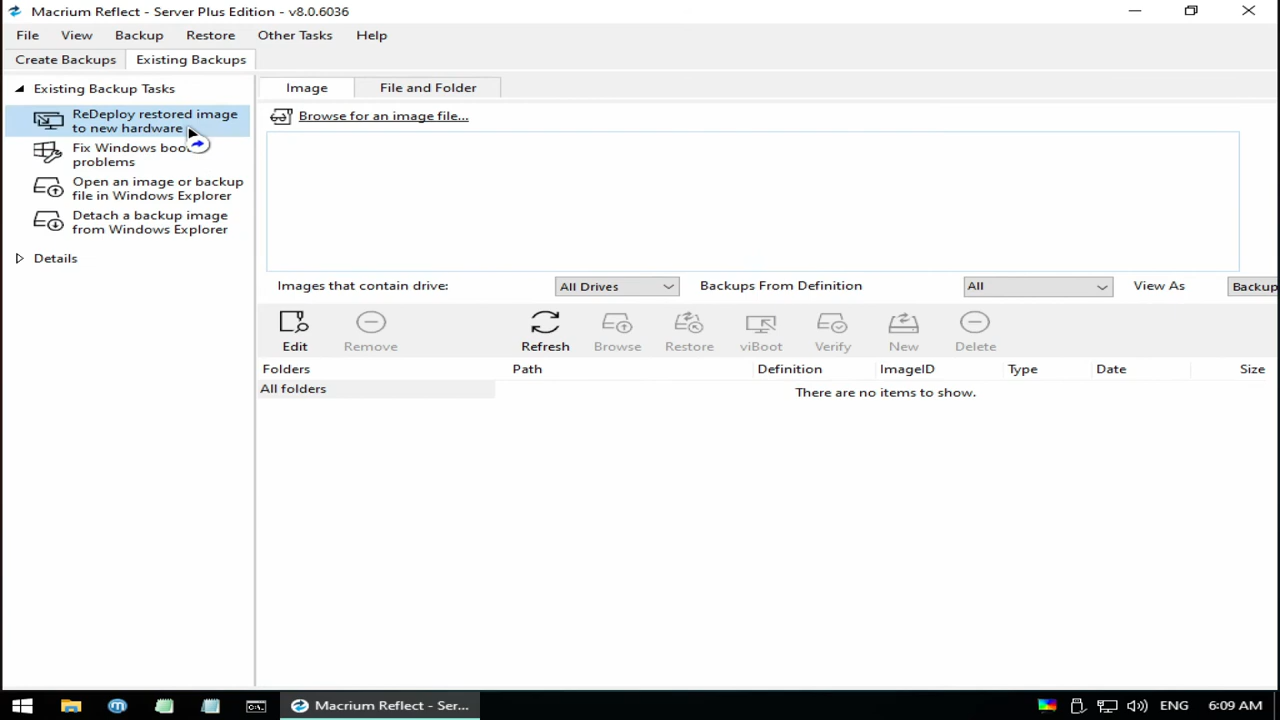 Macrium Reflect - Server Plus Edition - v8.0.6036
File View Backup Restore Other Tasks Help
Create Backups Existing Backups
Existing Backup Tasks
ReDeploy restored image
to new hardware
Fix Windows boo
problems
Open an image or backup
file in Windows Explorer
Detach a backup image
from Windows Explorer
Details
Image File and Folder
Browse for an image file...
Images that contain drive: All Drives Backups From Definition All View As Backup
Edit Remove Refresh Browse Restore viBoot Verify New Delete
Folders Path Definition ImageID Type Date Size
All folders There are no items to show.
Macrium Reflect - Ser... ENG 6:09 AM